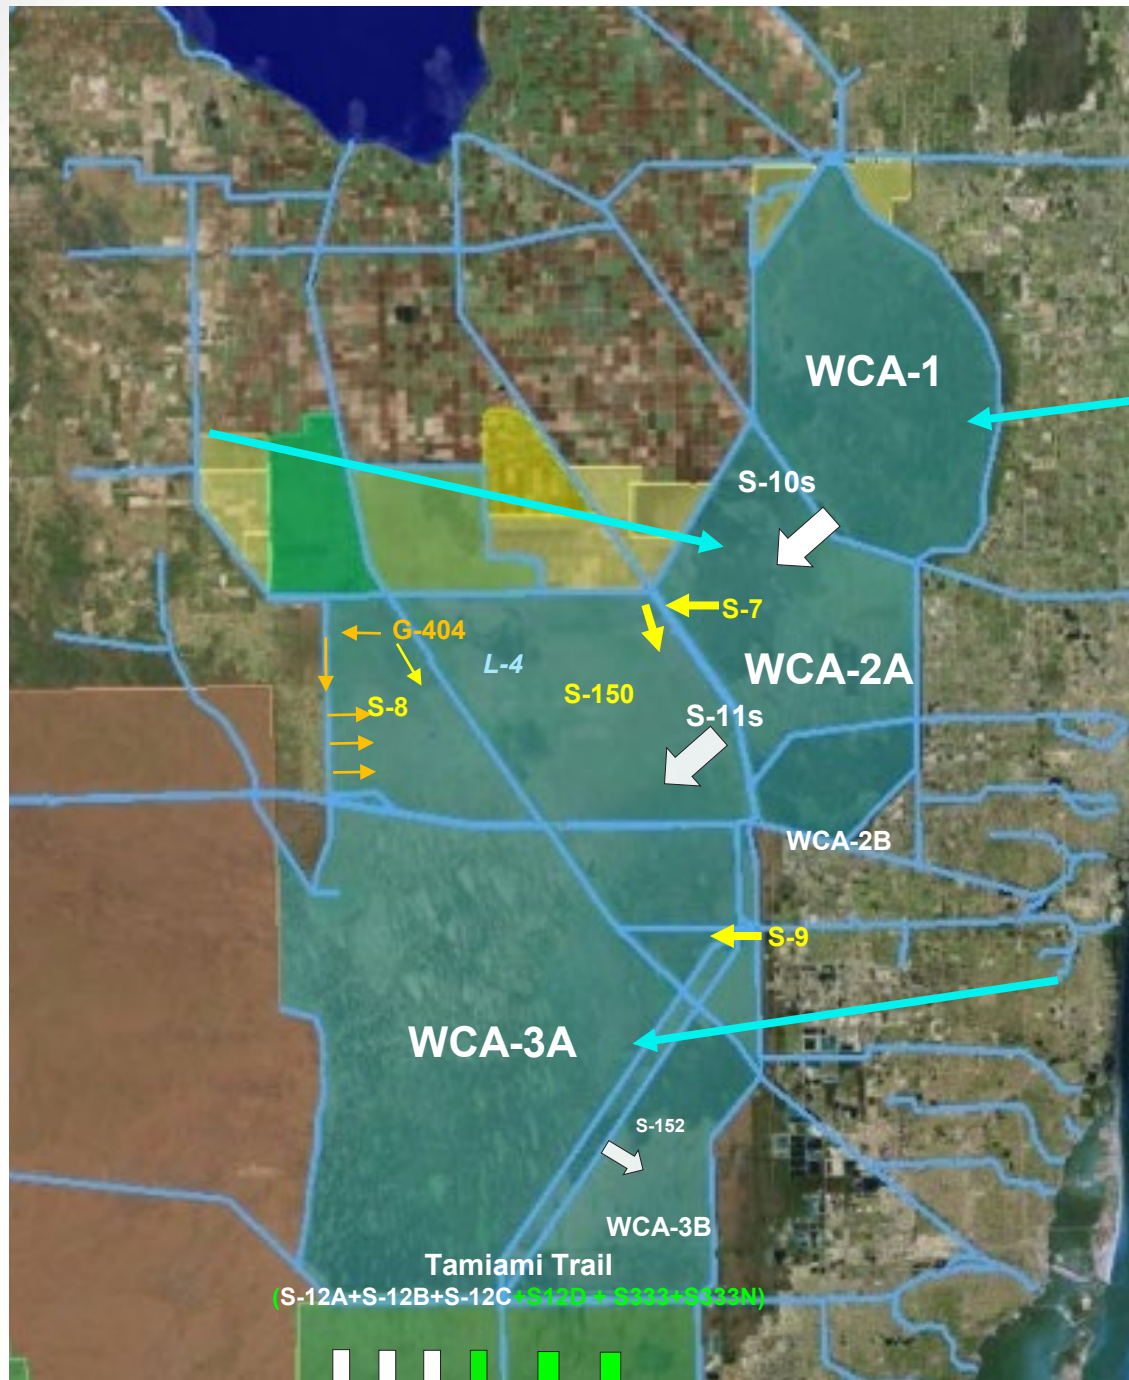 WCA-1
S-10s
S-7
G-404
L-4
WCA-2A
S-150
S-8
S-11s
WCA-2B
S-9
WCA-3A
S-152
WCA-3B
Tamiami Trail
(S-12A+S-12B+S-12C+S12D + S333+S333N)